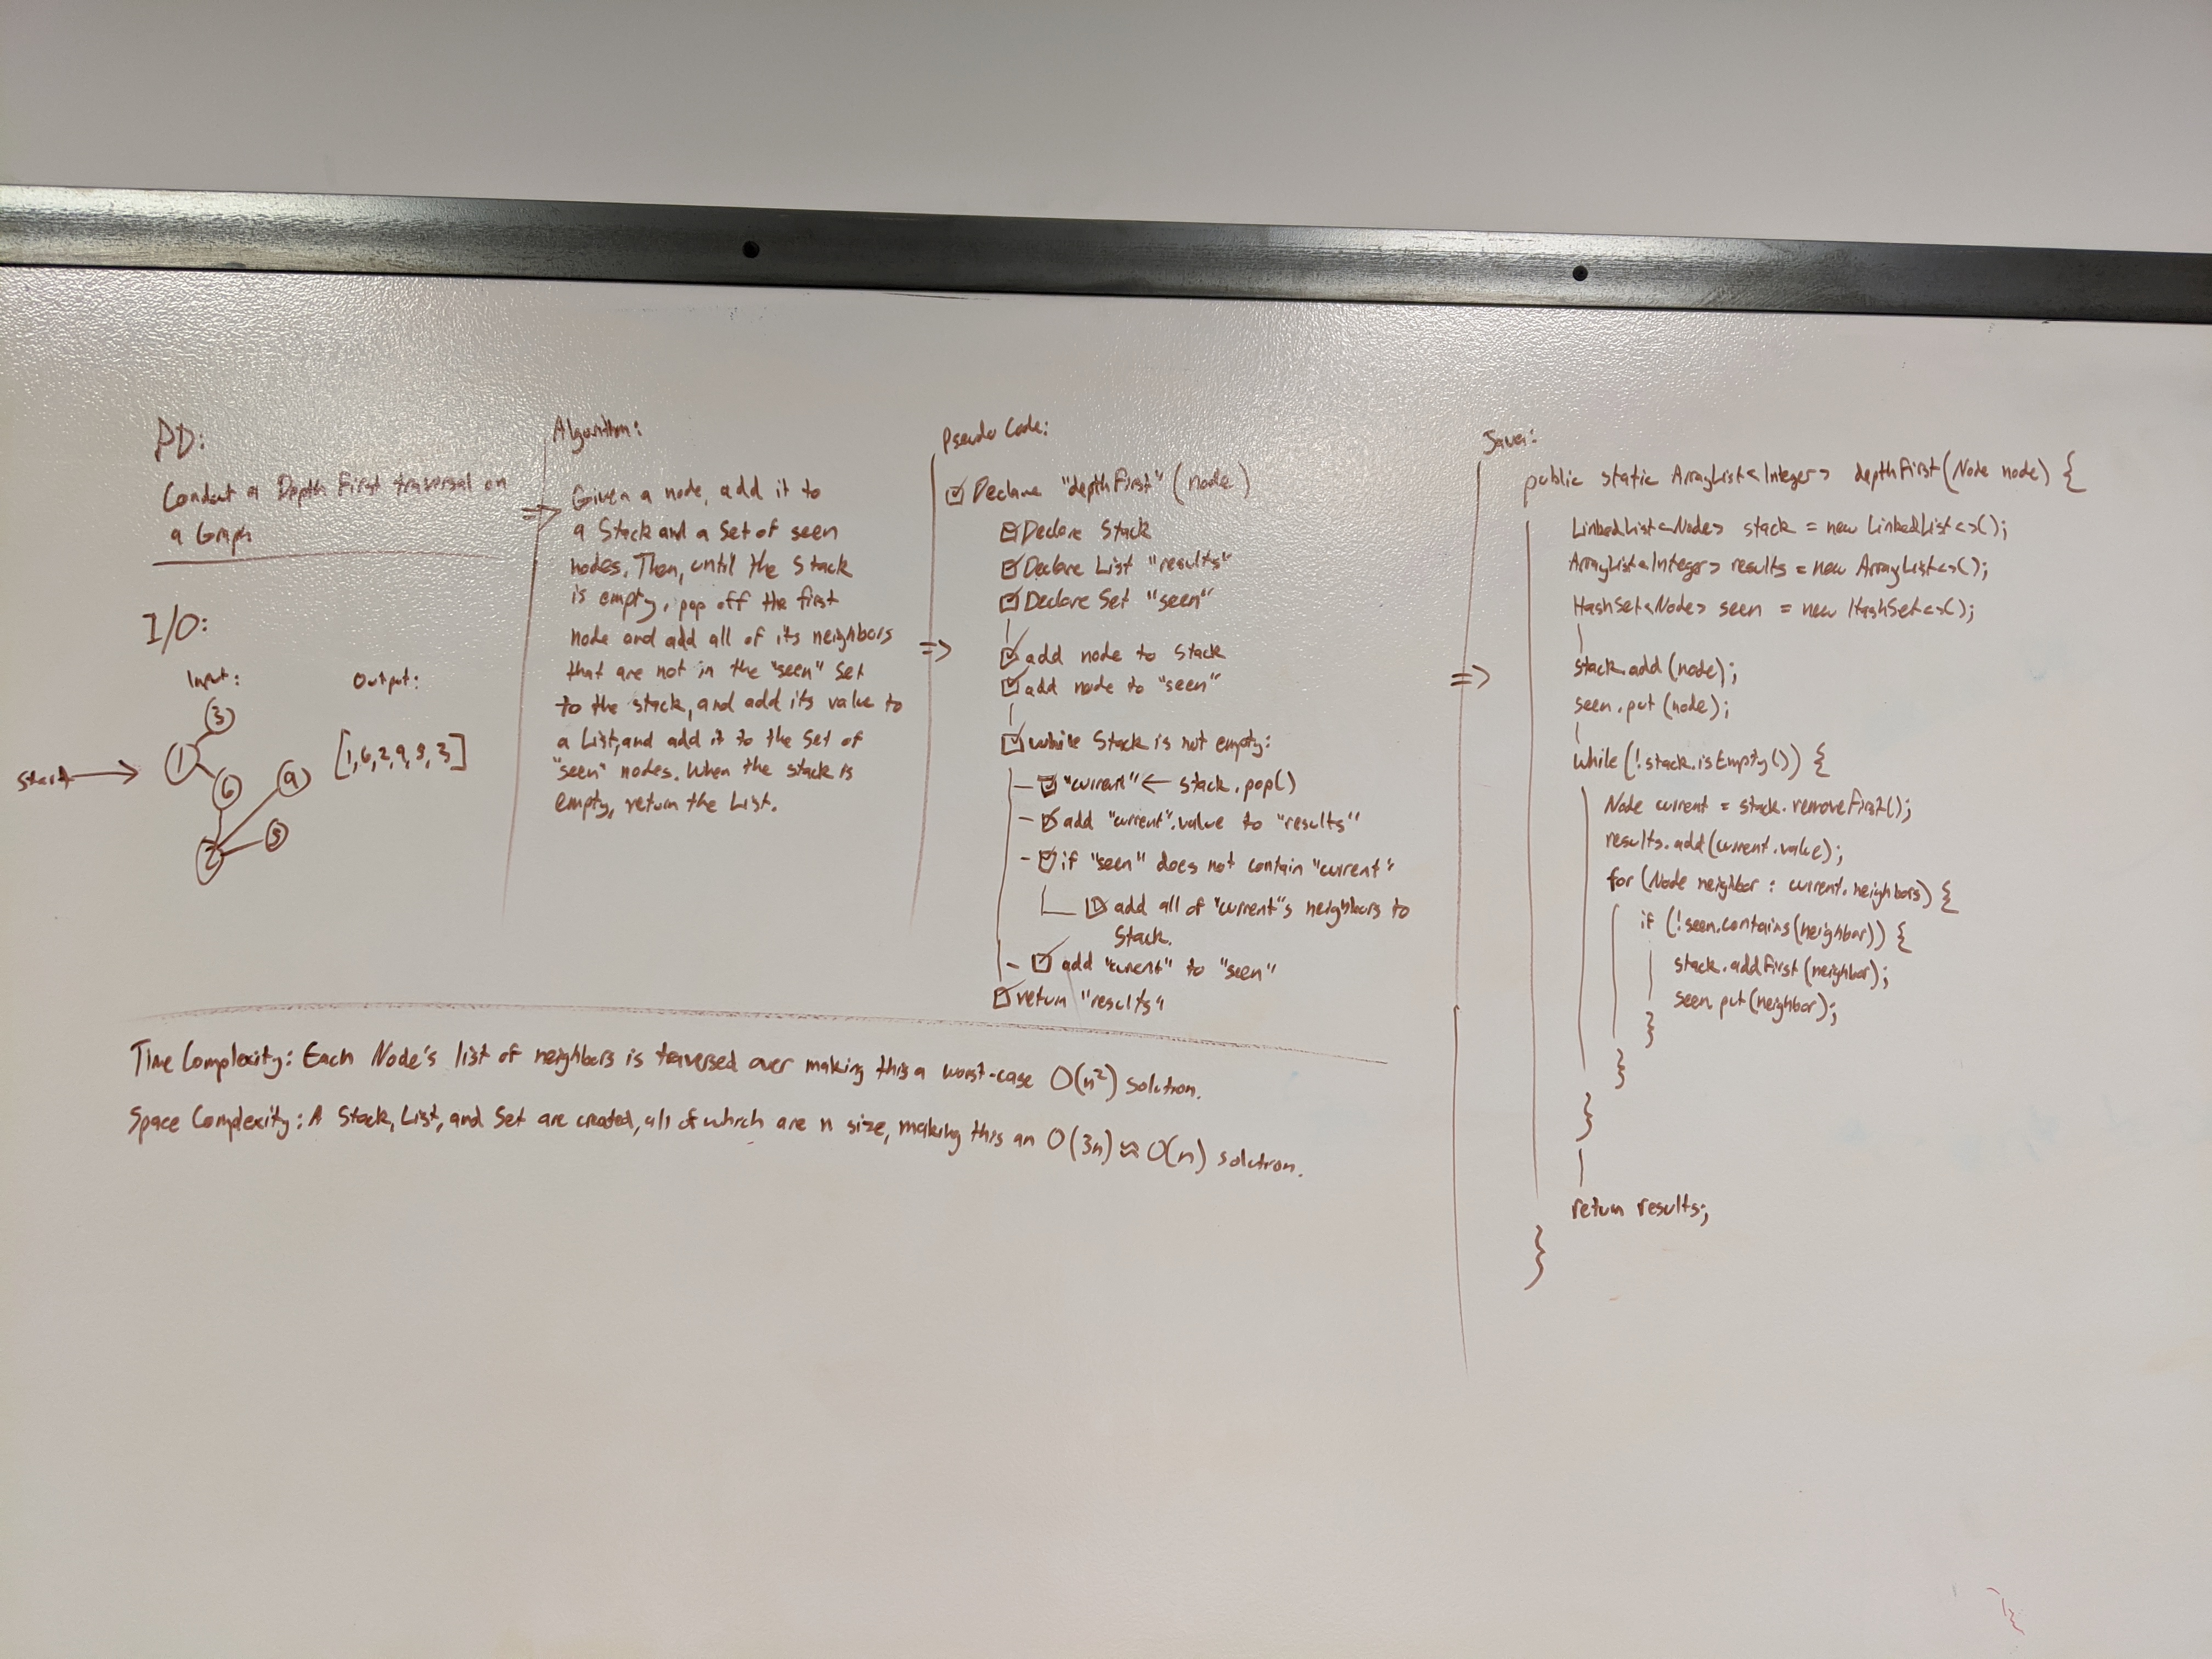 PD:
Conduct a Depth First traversal on
a Graph
I/O:
Input:
Output:
Start
3
1
6
9
2
5
[1,6,2,9,5,3]
Algorithm:
Given a node, add it to
a Stack and a Set of seen
nodes. Then, until the Stack
is empty, pop off the first
node and add all of its neighbors
that are not in the "seen" Set
to the stack, and add its value to
a List, and add it to the Set of
"seen" nodes. When the stack is
empty, return the List.
Pseudo Code:
Declare "depthFirst" (node)
Declare Stack
Declare List "results"
Declare Set "seen"
add node to Stack
add node to "seen"
while Stack is not empty:
"current" ← stack.pop()
add "current".value to "results"
if "seen" does not contain "current"
add all of "current"s neighbors to
Stack.
add "current" to "seen"
return "results"
Java:
public static ArrayList<Integer> depthFirst(Node node) {
LinkedList<Node> stack = new LinkedList<>();
ArrayList<Integer> results = new ArrayList<>();
HashSet<Node> seen = new HashSet<>();
stack.add(node);
seen.put(node);
while(!stack.isEmpty()) {
Node current = stack.removeFirst();
results.add(current.value);
for (Node neighbor : current.neighbors) {
if (!seen.contains(neighbor)) {
stack.addFirst(neighbor);
seen.put(neighbor);
}
}
}
return results;
}
Time Complexity: Each Node's list of neighbors is traversed over making this a worst-case O(n²) solution.
Space Complexity: A Stack, List, and Set are created, all of which are n size, making this an O(3n) ≈ O(n) solution.